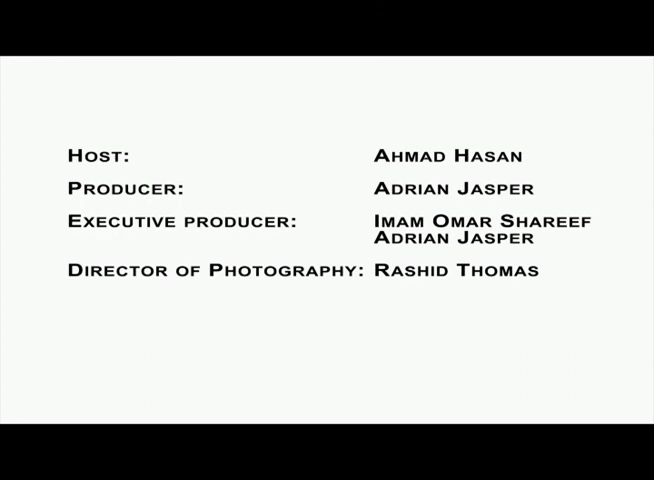 Host: Ahmad Hasan
Producer: Adrian Jasper
Executive producer: Imam Omar Shareef
Adrian Jasper
Director of Photography: Rashid Thomas